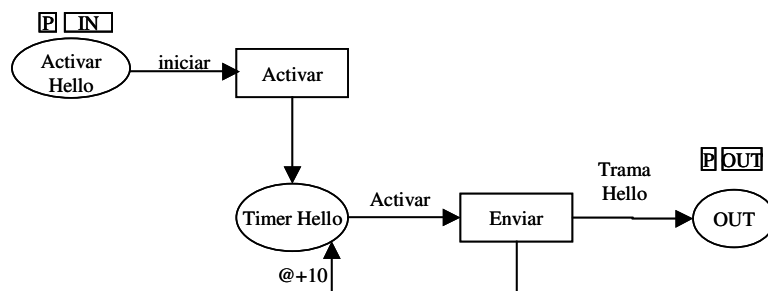 P IN
Activar
Hello
iniciar
Activar
P OUT
Trama
Hello
Timer Hello
Activar
Enviar
OUT
@+10